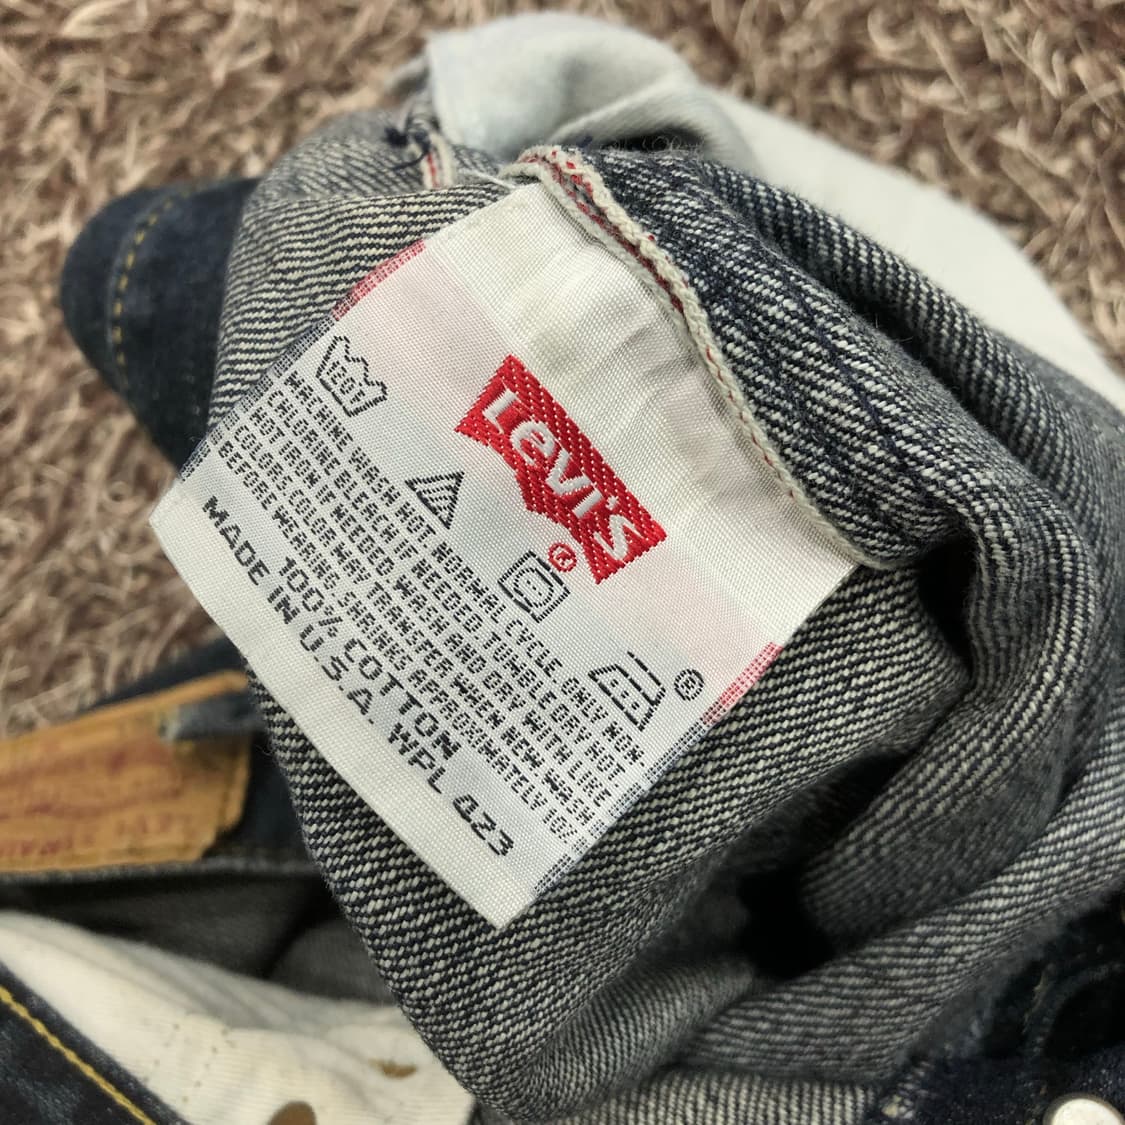 Levi's
®
HOT
®
MACHINE WASH HOT NORMAL CYCLE. ONLY NON
CHLORINE BLEACH IF NEEDED. TUMBLE DRY HOT.
HOT IRON IF NEEDED. WASH AND DRY WITH LIKE
COLORS. COLOR MAY TRANSFER WHEN NEW. WASH
BEFORE WEARING. SHRINKS APPROXIMATELY 10%
100% COTTON
MADE IN U.S.A. WPL 423